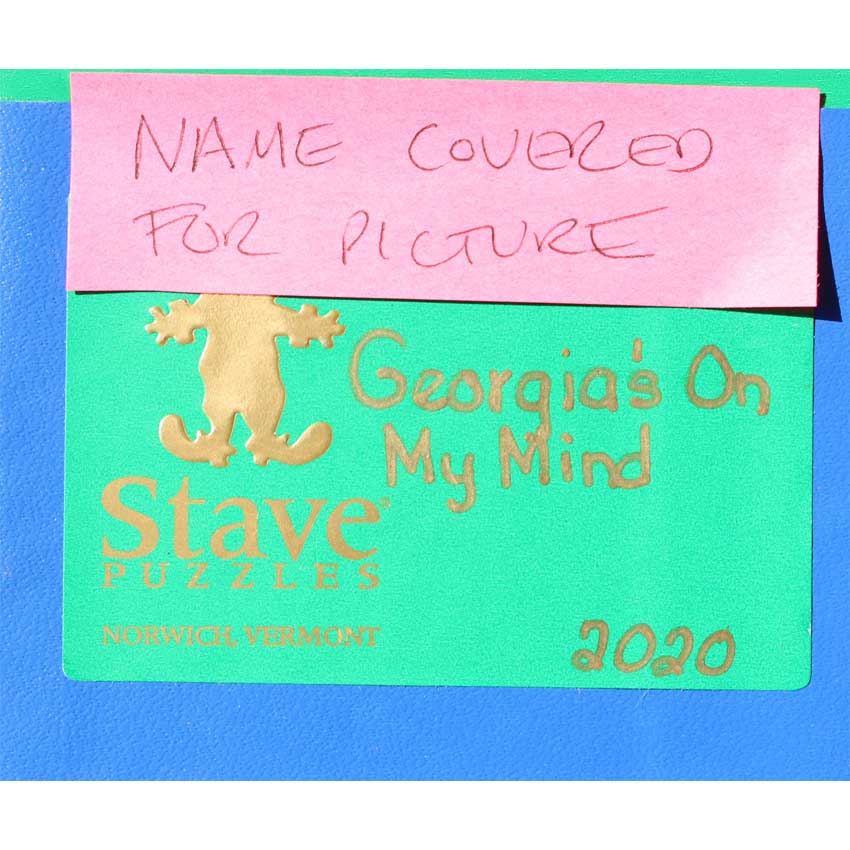 NAME COVERED
FOR PICTURE
Georgia's On
My Mind
Stave®
PUZZLES
NORWICH, VERMONT
2020